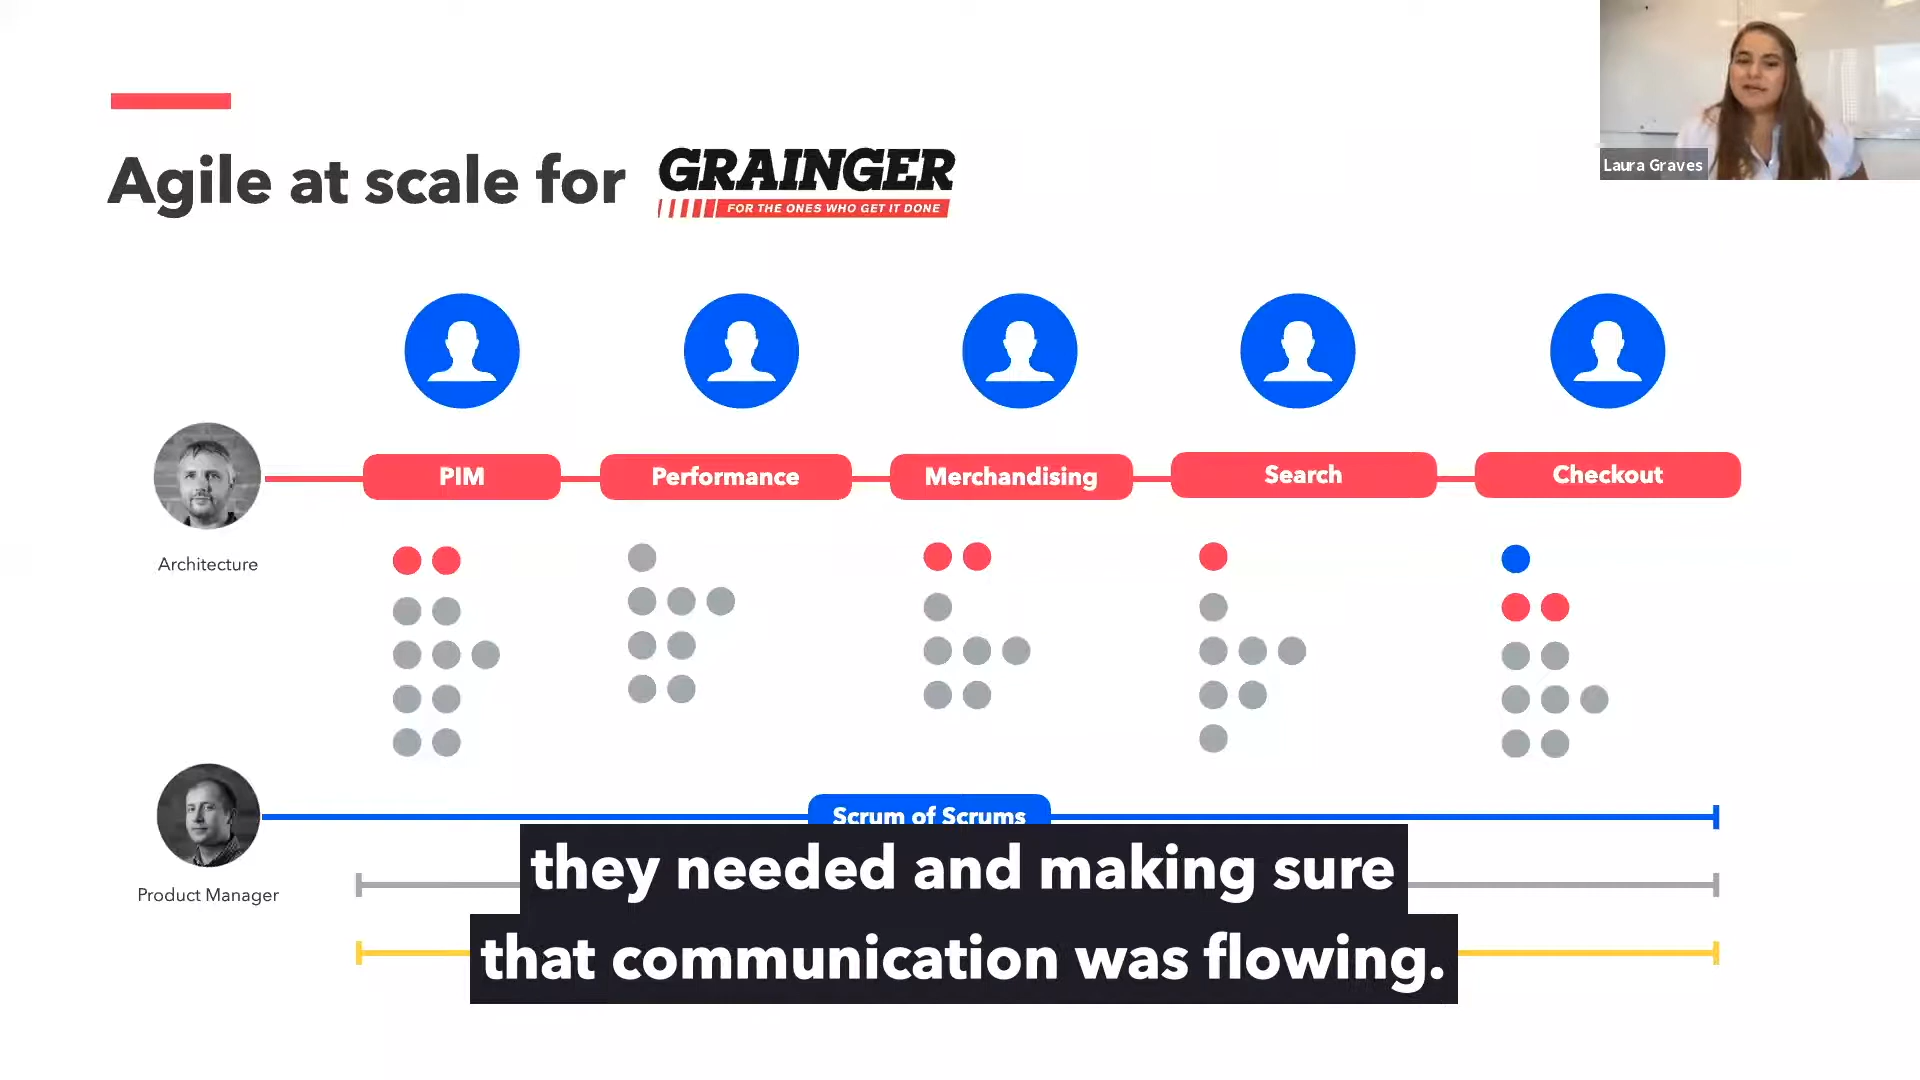 Laura Graves
Agile at scale for GRAINGER
FOR THE ONES WHO GET IT DONE
PIM Performance Merchandising Search Checkout
Architecture
Scrum of Scrums
Product Manager
they needed and making sure
that communication was flowing.